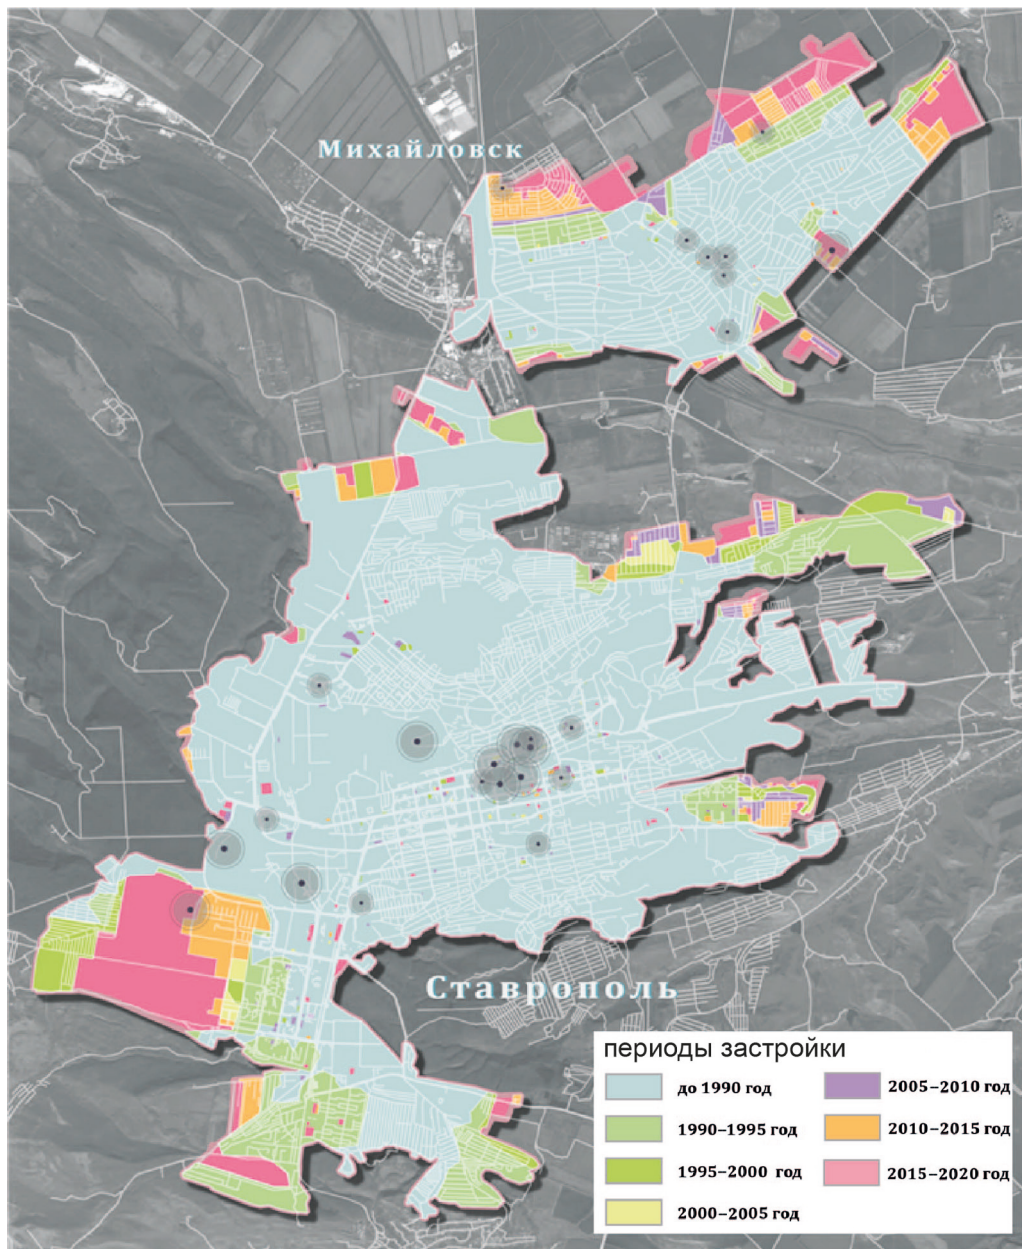 Михайловск
Ставрополь
периоды застройки
до 1990 год
1990–1995 год
1995–2000 год
2000–2005 год
2005–2010 год
2010–2015 год
2015–2020 год